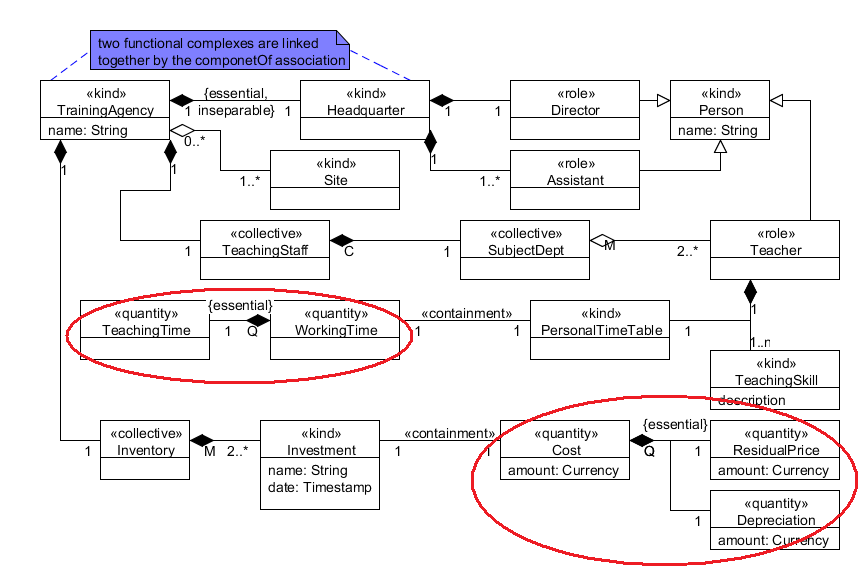 two functional complexes are linked
together by the componetOf association
«kind»
TrainingAgency
name: String
{essential,
inseparable}
1
1
«kind»
Headquarter
1
1
«role»
Director
«kind»
Person
name: String
0..*
1
1
1
1..*
«kind»
Site
1..*
«role»
Assistant
1
«collective»
TeachingStaff
C
1
«collective»
SubjectDept
M
2..*
«role»
Teacher
«quantity»
TeachingTime
{essential}
1
Q
«quantity»
WorkingTime
«containment»
1
1
«kind»
PersonalTimeTable
1
1
1..n
«kind»
TeachingSkill
description
1
«collective»
Inventory
M
2..*
«kind»
Investment
name: String
date: Timestamp
«containment»
1
1
«quantity»
Cost
amount: Currency
{essential}
Q
1
«quantity»
ResidualPrice
amount: Currency
1
«quantity»
Depreciation
amount: Currency